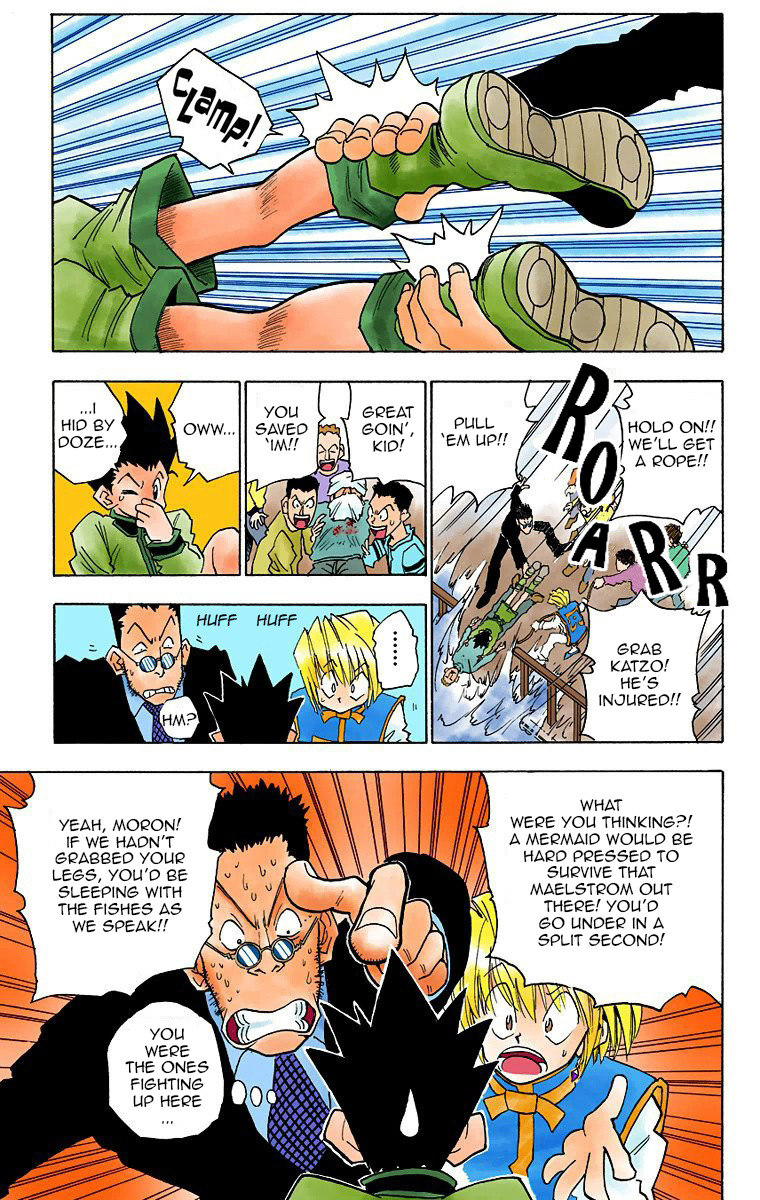 CLAMP!
HOLD ON!!
WE'LL GET
A ROPE!!
PULL
'EM UP!!
ROARR
GRAB
KATZO!
HE'S
INJURED!!
GREAT
GOIN',
KID!
YOU
SAVED
'IM!!
OWW...
...I
HID BY
DOZE...
HUFF HUFF
....
HM?
WHAT
WERE YOU THINKING?!
A MERMAID WOULD BE
HARD PRESSED TO
SURVIVE THAT
MAELSTROM OUT
THERE! YOU'D
GO UNDER IN A
SPLIT SECOND!
YEAH, MORON!
IF WE HADN'T
GRABBED YOUR
LEGS, YOU'D BE
SLEEPING WITH
THE FISHES AS
WE SPEAK!!
YOU
WERE
THE ONES
FIGHTING
UP HERE
...